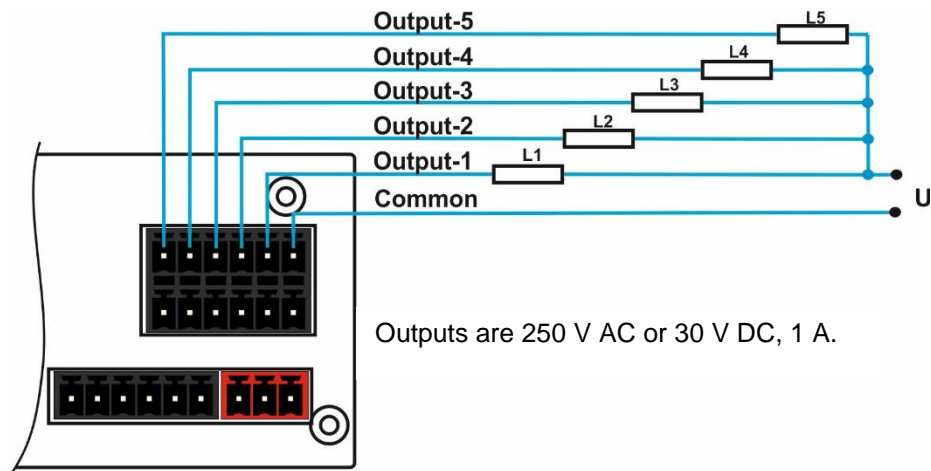 Output-5
L5
Output-4
L4
Output-3
L3
Output-2
L2
Output-1
L1
Common
U
Outputs are 250 V AC or 30 V DC, 1 A.